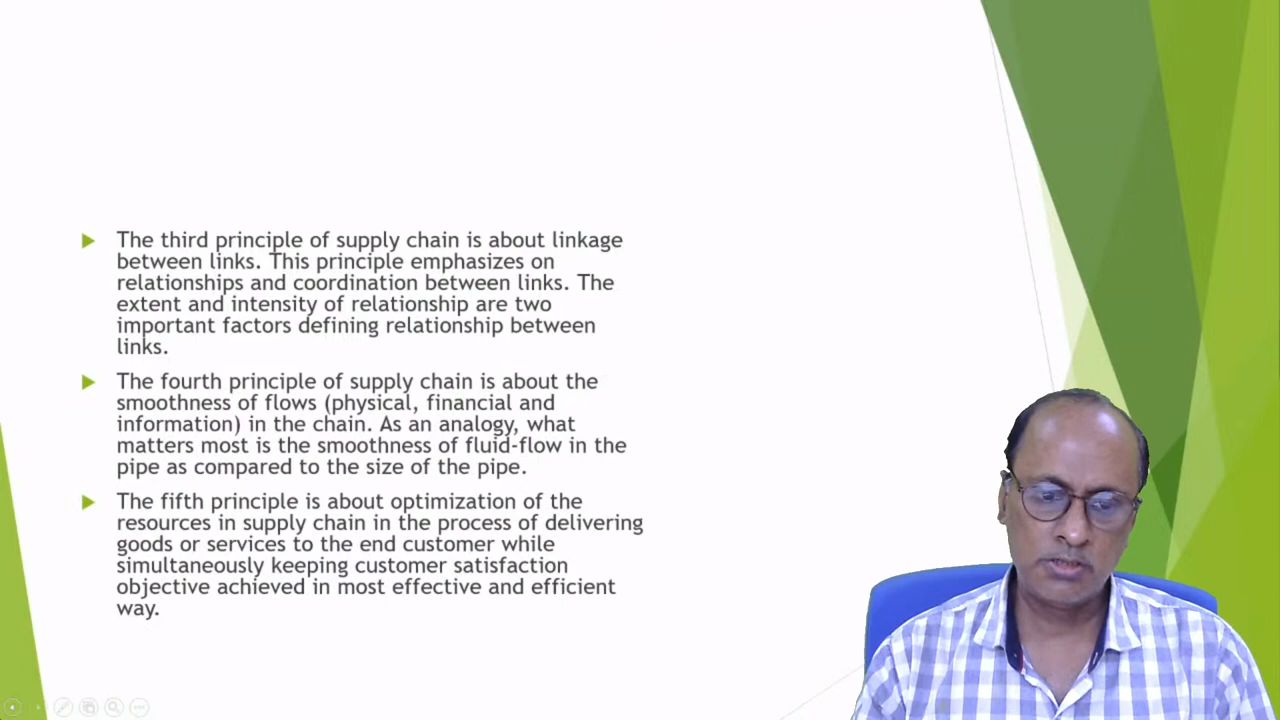 The third principle of supply chain is about linkage
between links. This principle emphasizes on
relationships and coordination between links. The
extent and intensity of relationship are two
important factors defining relationship between
links.
The fourth principle of supply chain is about the
smoothness of flows (physical, financial and
information) in the chain. As an analogy, what
matters most is the smoothness of fluid-flow in the
pipe as compared to the size of the pipe.
The fifth principle is about optimization of the
resources in supply chain in the process of delivering
goods or services to the end customer while
simultaneously keeping customer satisfaction
objective achieved in most effective and efficient
way.